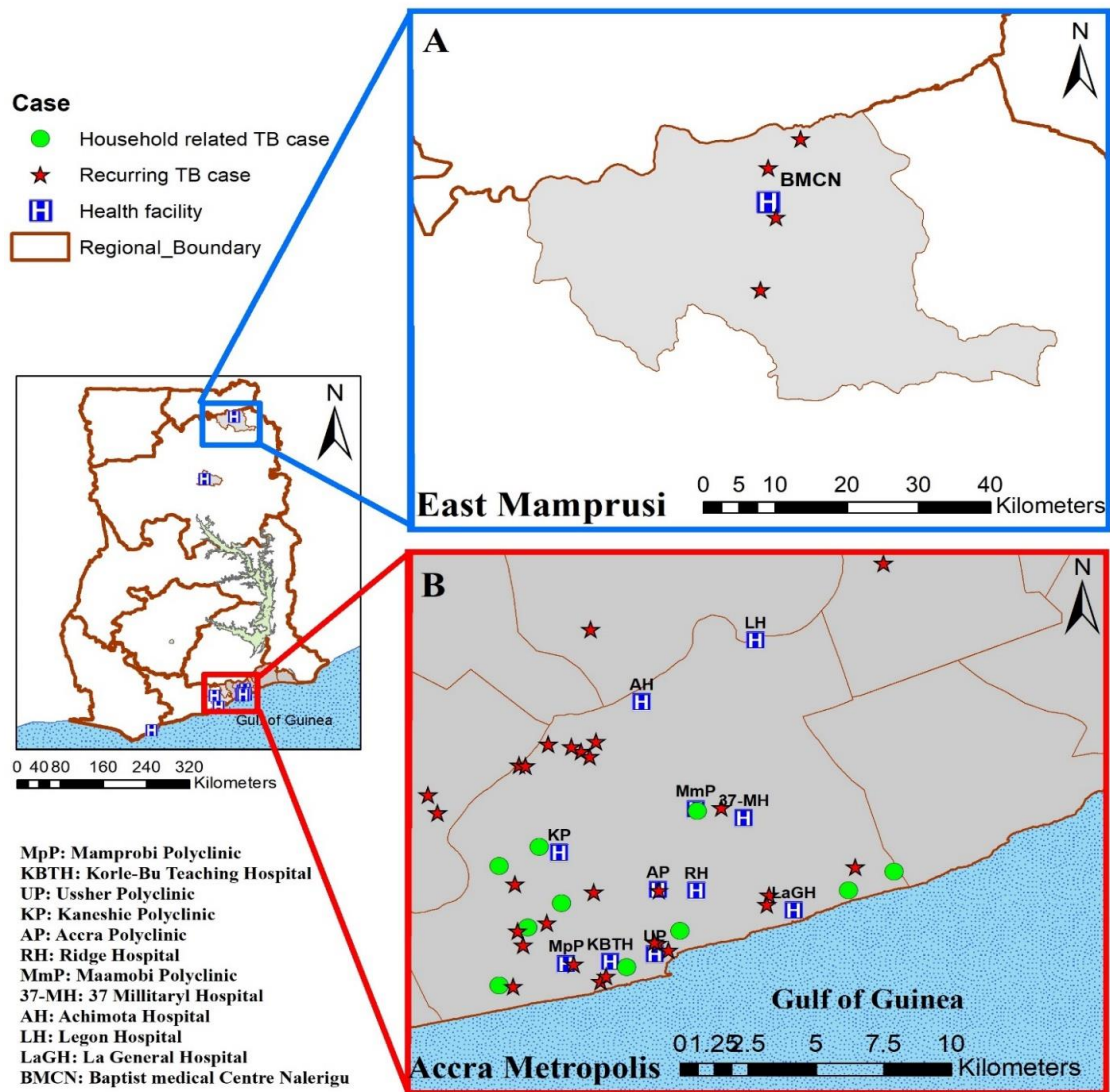 Case
Household related TB case
Recurring TB case
H Health facility
Regional_Boundary
A
N
BMCN
H
East Mamprusi
0 5 10 20 30 40
Kilometers
N
H
H
H
H
H
H
Gulf of Guinea
0 40 80 160 240 320
Kilometers
B
N
LH
H
AH
H
MmP
H
37-MH
H
KP
H
AP
H
RH
H
LaGH
H
UP
H
MpP
H
KBTH
H
Gulf of Guinea
Accra Metropolis
0 1.25 2.5 5 7.5 10
Kilometers
MpP: Mamprobi Polyclinic
KBTH: Korle-Bu Teaching Hospital
UP: Ussher Polyclinic
KP: Kaneshie Polyclinic
AP: Accra Polyclinic
RH: Ridge Hospital
MmP: Maamobi Polyclinic
37-MH: 37 Millitaryl Hospital
AH: Achimota Hospital
LH: Legon Hospital
LaGH: La General Hospital
BMCN: Baptist medical Centre Nalerigu